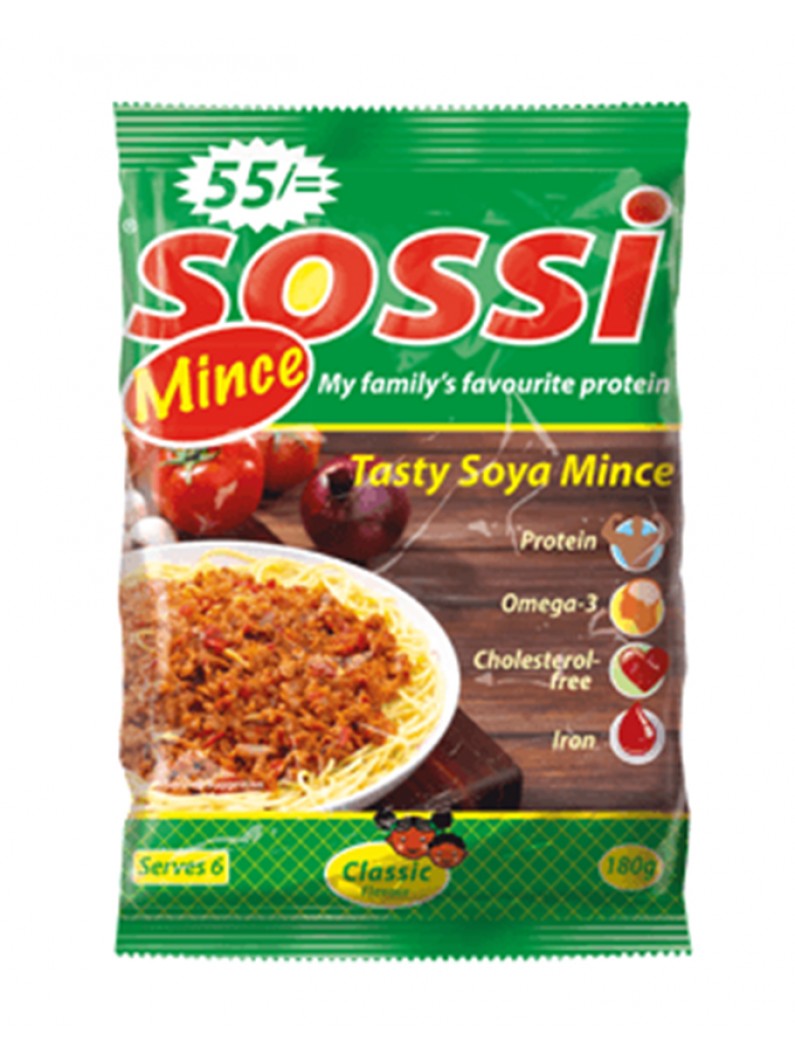 55/=
sossi
Mince
My family's favourite protein
Tasty Soya Mince
Protein
Omega-3
Cholesterol-
free
Iron
Serves 6
Classic
Flavour
180g